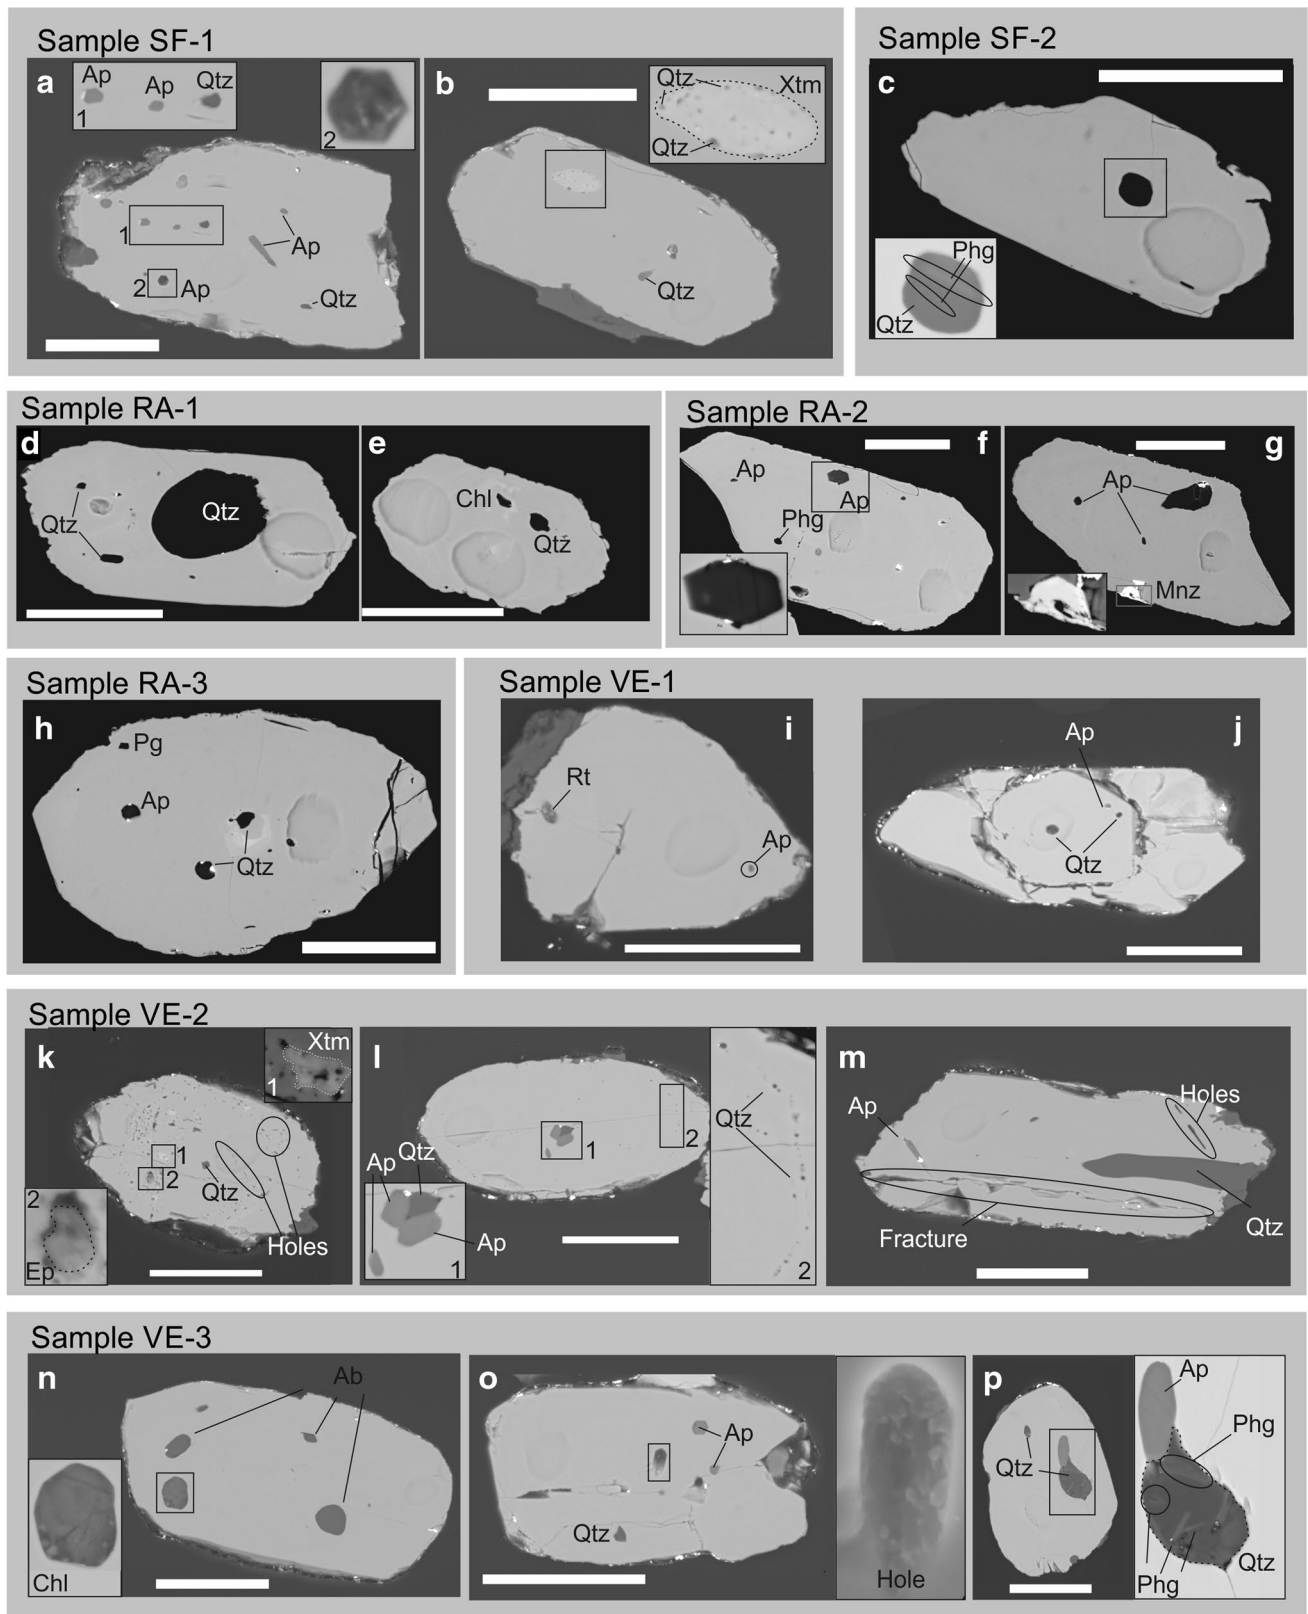 Sample SF-1
a
Ap
Ap
Qtz
1
2
1
Ap
2
Ap
Qtz
b
Qtz
Xtm
Qtz
Qtz
Sample SF-2
c
Phg
Qtz
Sample RA-1
d
Qtz
Qtz
e
Chl
Qtz
Sample RA-2
f
Ap
Ap
Phg
g
Ap
Mnz
Sample RA-3
h
Pg
Ap
Qtz
Sample VE-1
i
Rt
Ap
j
Ap
Qtz
Sample VE-2
k
Xtm
1
1
2
Qtz
2
Ep
Holes
l
1
2
Ap
Qtz
Ap
1
Qtz
2
m
Ap
Holes
Fracture
Qtz
Sample VE-3
n
Ab
Chl
o
Ap
Qtz
Hole
p
Qtz
Ap
Phg
Phg
Qtz